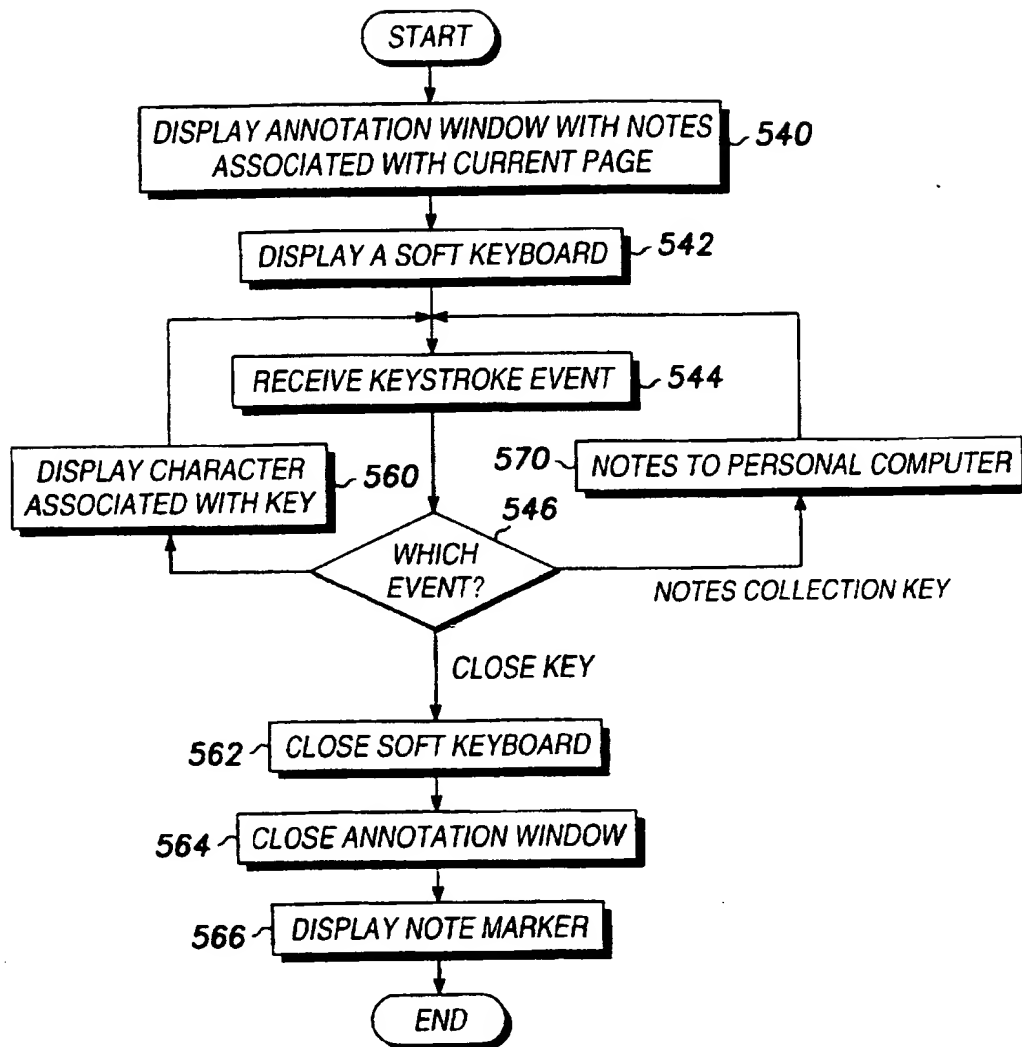 START
DISPLAY ANNOTATION WINDOW WITH NOTES
ASSOCIATED WITH CURRENT PAGE
540
DISPLAY A SOFT KEYBOARD
542
RECEIVE KEYSTROKE EVENT
544
DISPLAY CHARACTER
ASSOCIATED WITH KEY
560
570
NOTES TO PERSONAL COMPUTER
546
WHICH
EVENT?
NOTES COLLECTION KEY
CLOSE KEY
562
CLOSE SOFT KEYBOARD
564
CLOSE ANNOTATION WINDOW
566
DISPLAY NOTE MARKER
END